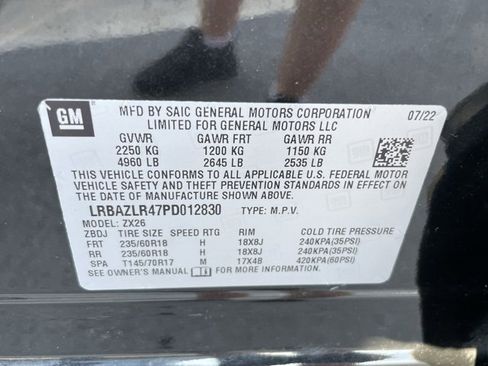 GM
MFD BY SAIC GENERAL MOTORS CORPORATION 07/22
LIMITED FOR GENERAL MOTORS LLC
GVWR GAWR FRT GAWR RR
2250 KG 1200 KG 1150 KG
4960 LB 2645 LB 2535 LB
THIS VEHICLE CONFORMS TO ALL APPLICABLE U.S. FEDERAL MOTOR
VEHICLE SAFETY AND THEFT PREVENTION STANDARDS IN EFFECT ON
THE DATE OF MANUFACTURE SHOWN ABOVE.
LRBAZLR47PD012830 TYPE: M.P.V.
MODEL: ZX26
ZBDJ TIRE SIZE SPEED RTG RIM COLD TIRE PRESSURE
FRT 235/60R18 H 18X8J 240KPA(35PSI)
RR 235/60R18 H 18X8J 240KPA(35PSI)
SPA T145/70R17 M 17X4B 420KPA(60PSI)
SEE OWNER'S MANUAL FOR MORE INFORMATION.